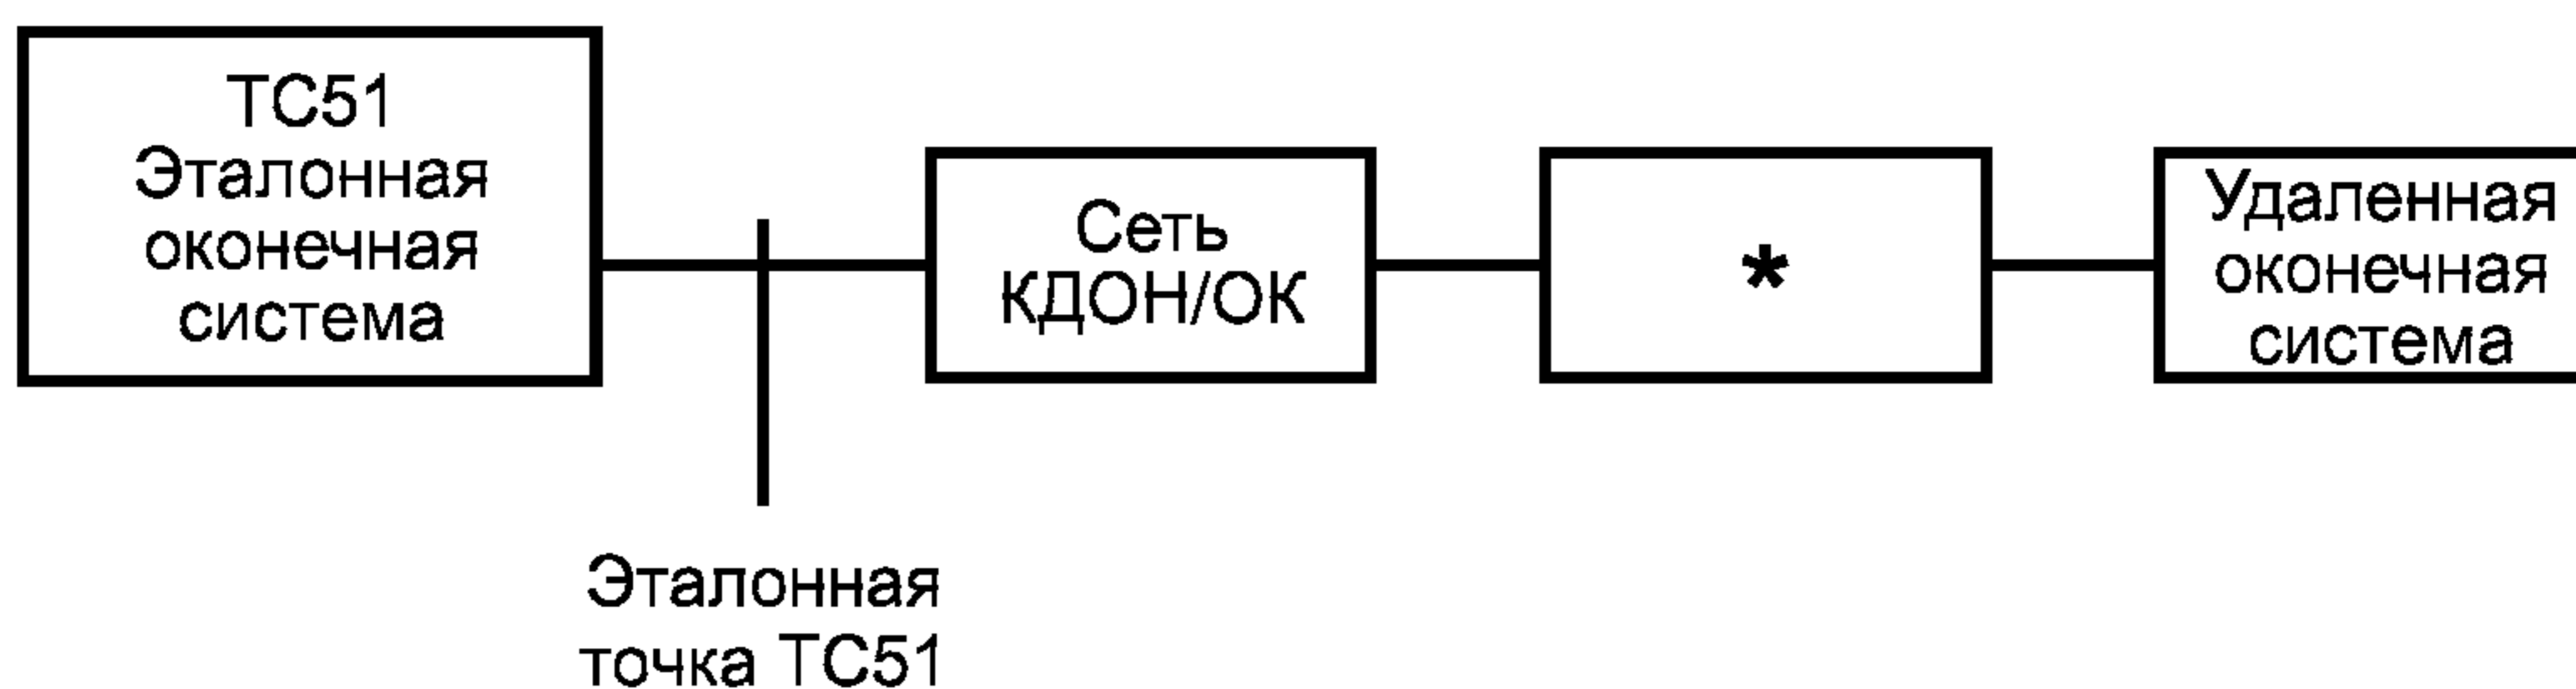 ТС51
Эталонная
оконечная
система
Сеть
КДОН/ОК
*
Удаленная
оконечная
система
Эталонная
точка ТС51